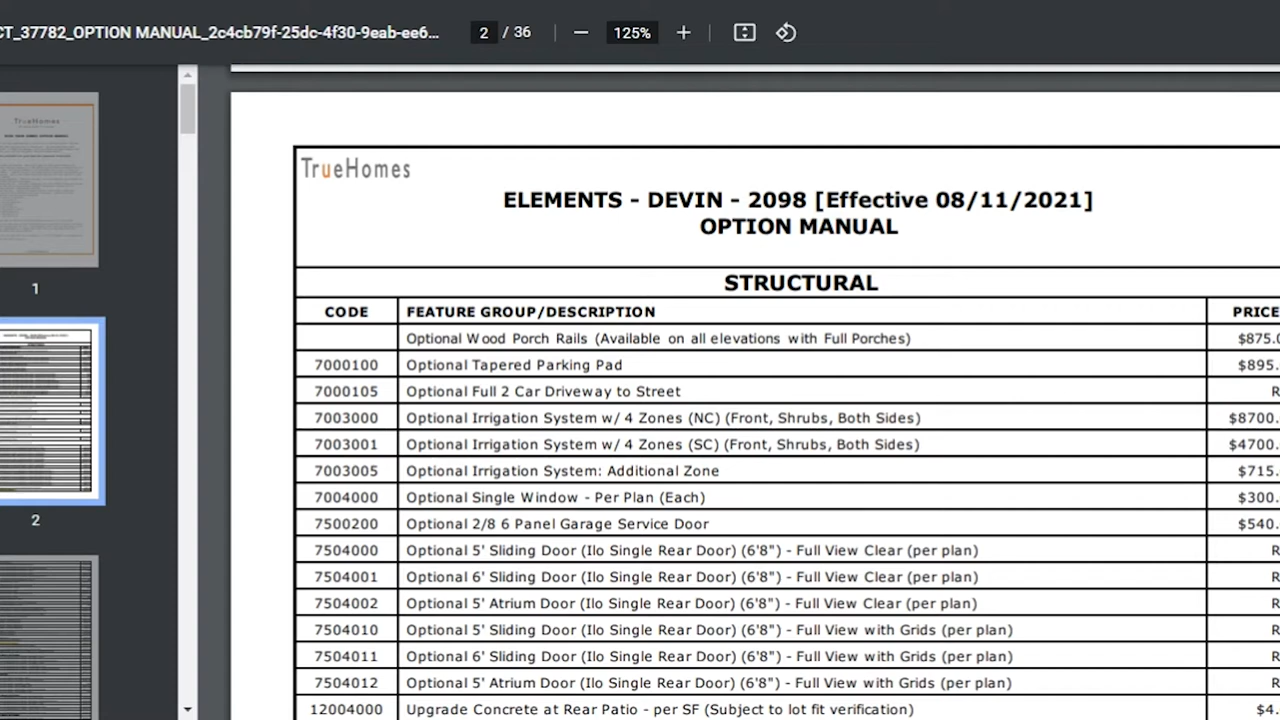 CT_37782_OPTION MANUAL_2c4cb79f-25dc-4f30-9eab-ee6... 2 / 36 125%
TrueHomes
ELEMENTS - DEVIN - 2098 [Effective 08/11/2021]
OPTION MANUAL
STRUCTURAL
CODE FEATURE GROUP/DESCRIPTION PRICE
Optional Wood Porch Rails (Available on all elevations with Full Porches) $875.0
7000100 Optional Tapered Parking Pad $895.
7000105 Optional Full 2 Car Driveway to Street R
7003000 Optional Irrigation System w/ 4 Zones (NC) (Front, Shrubs, Both Sides) $8700.
7003001 Optional Irrigation System w/ 4 Zones (SC) (Front, Shrubs, Both Sides) $4700.
7003005 Optional Irrigation System: Additional Zone $715.
7004000 Optional Single Window - Per Plan (Each) $300.
7500200 Optional 2/8 6 Panel Garage Service Door $540.
7504000 Optional 5' Sliding Door (Ilo Single Rear Door) (6'8") - Full View Clear (per plan) R
7504001 Optional 6' Sliding Door (Ilo Single Rear Door) (6'8") - Full View Clear (per plan) R
7504002 Optional 5' Atrium Door (Ilo Single Rear Door) (6'8") - Full View Clear (per plan) R
7504010 Optional 5' Sliding Door (Ilo Single Rear Door) (6'8") - Full View with Grids (per plan) R
7504011 Optional 6' Sliding Door (Ilo Single Rear Door) (6'8") - Full View with Grids (per plan) R
7504012 Optional 5' Atrium Door (Ilo Single Rear Door) (6'8") - Full View with Grids (per plan) R
12004000 Upgrade Concrete at Rear Patio - per SF (Subject to lot fit verification) $4.
TrueHomes
1
2